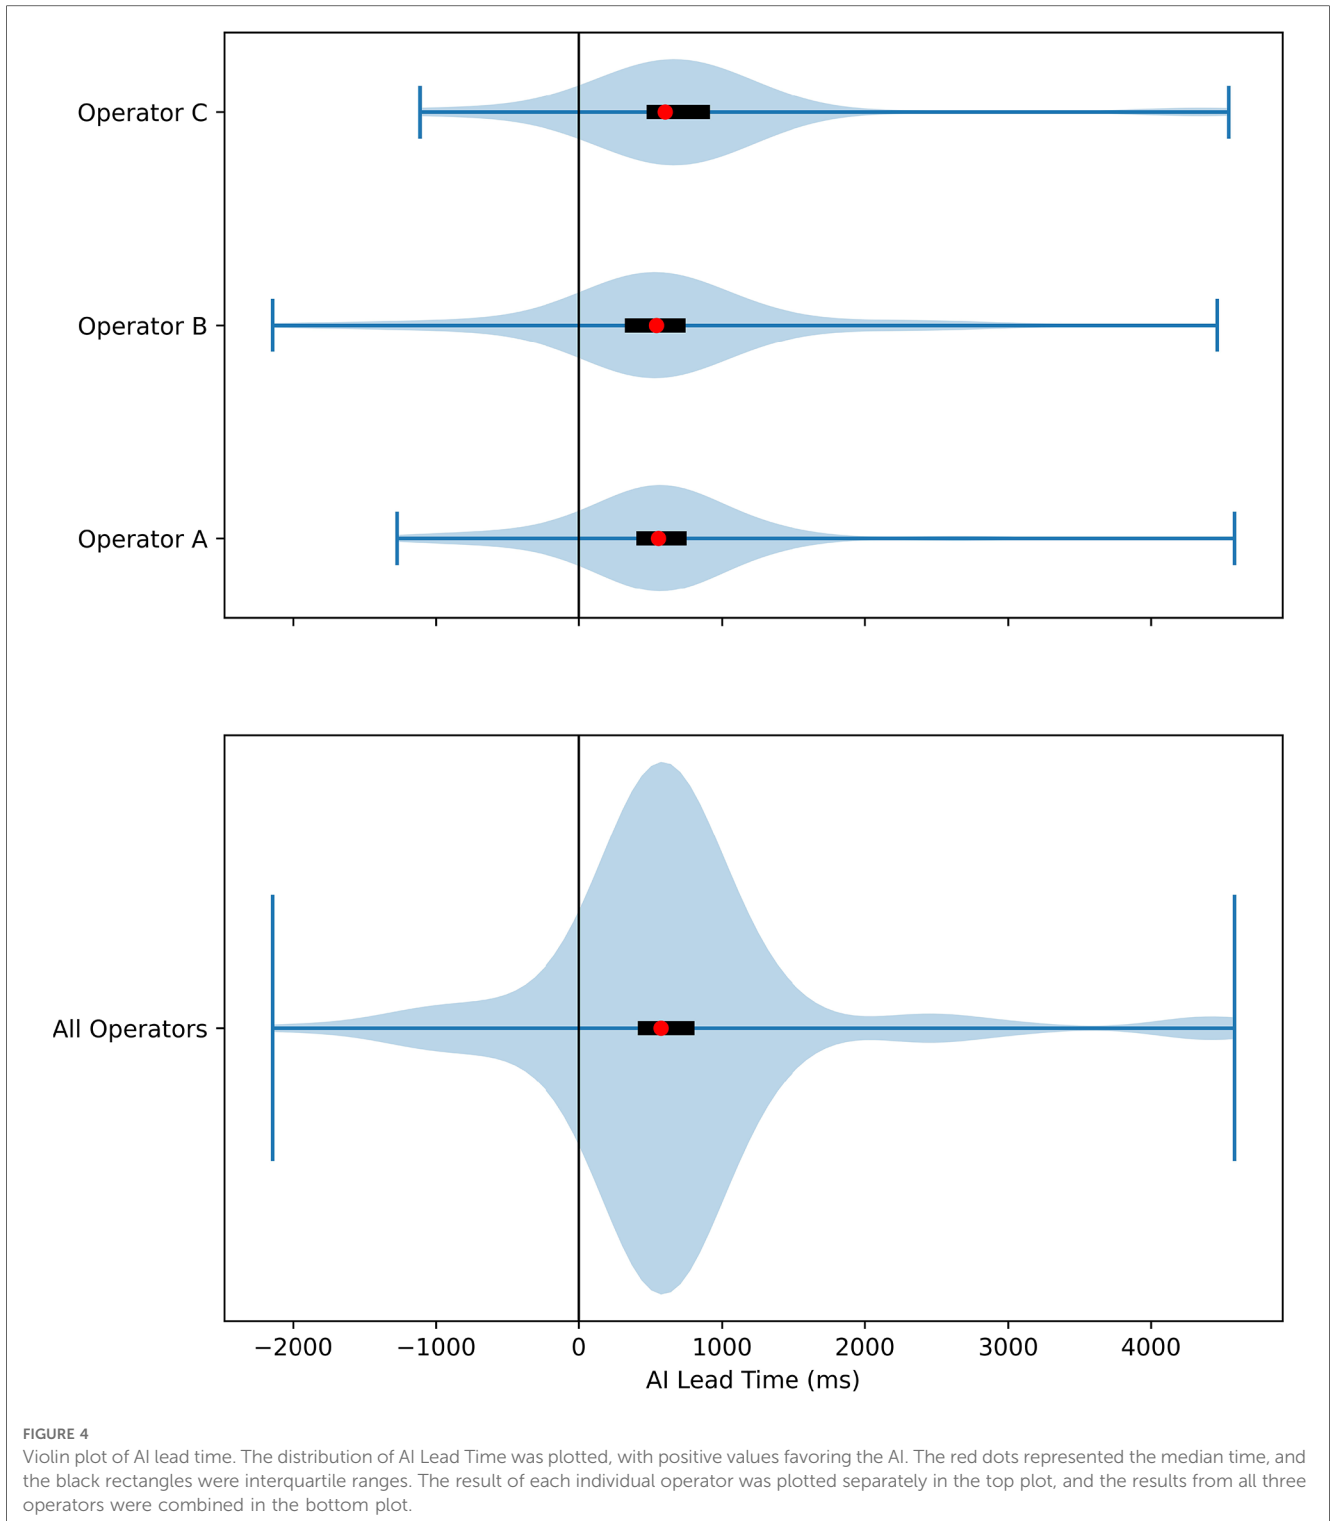 Operator C
Operator B
Operator A
All Operators
−2000 −1000 0 1000 2000 3000 4000
AI Lead Time (ms)
FIGURE 4
Violin plot of AI lead time. The distribution of AI Lead Time was plotted, with positive values favoring the AI. The red dots represented the median time, and
the black rectangles were interquartile ranges. The result of each individual operator was plotted separately in the top plot, and the results from all three
operators were combined in the bottom plot.